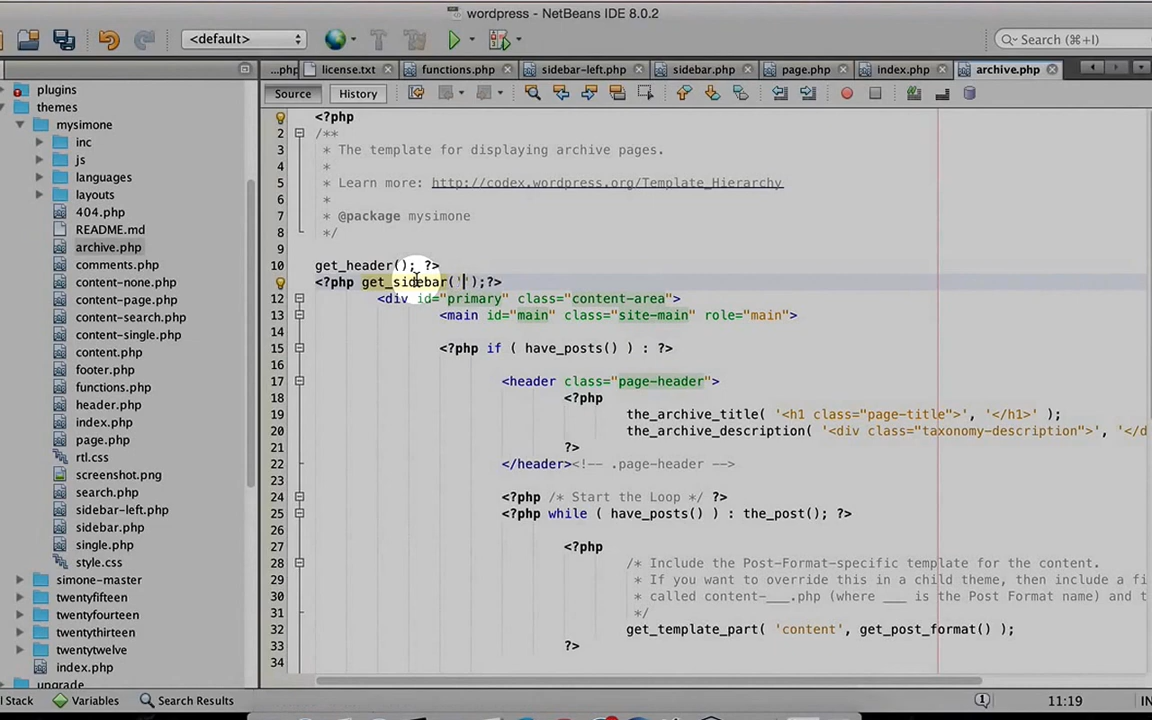 wordpress - NetBeans IDE 8.0.2
<default>
Search (⌘+I)
...php
license.txt
functions.php
sidebar-left.php
sidebar.php
page.php
index.php
archive.php
Source
History
plugins
themes
mysimone
inc
js
languages
layouts
404.php
README.md
archive.php
comments.php
content-none.php
content-page.php
content-search.php
content-single.php
content.php
footer.php
functions.php
header.php
index.php
page.php
rtl.css
screenshot.png
search.php
sidebar-left.php
sidebar.php
single.php
style.css
simone-master
twentyfifteen
twentyfourteen
twentythirteen
twentytwelve
index.php
upgrade
<?php
2 /**
3 * The template for displaying archive pages.
4 *
5 * Learn more: http://codex.wordpress.org/Template_Hierarchy
6 *
7 * @package mysimone
8 */
9
10 get_header(); ?>
<?php get_sidebar('');?>
12 <div id="primary" class="content-area">
13 <main id="main" class="site-main" role="main">
14
15 <?php if ( have_posts() ) : ?>
16
17 <header class="page-header">
18 <?php
19 the_archive_title( '<h1 class="page-title">', '</h1>' );
20 the_archive_description( '<div class="taxonomy-description">', '</d
21 ?>
22 </header><!-- .page-header -->
23
24 <?php /* Start the Loop */ ?>
25 <?php while ( have_posts() ) : the_post(); ?>
26
27 <?php
28 /* Include the Post-Format-specific template for the content.
29 * If you want to override this in a child theme, then include a fi
30 * called content-___.php (where ___ is the Post Format name) and t
31 */
32 get_template_part( 'content', get_post_format() );
33 ?>
34
l Stack
Variables
Search Results
11:19
IN